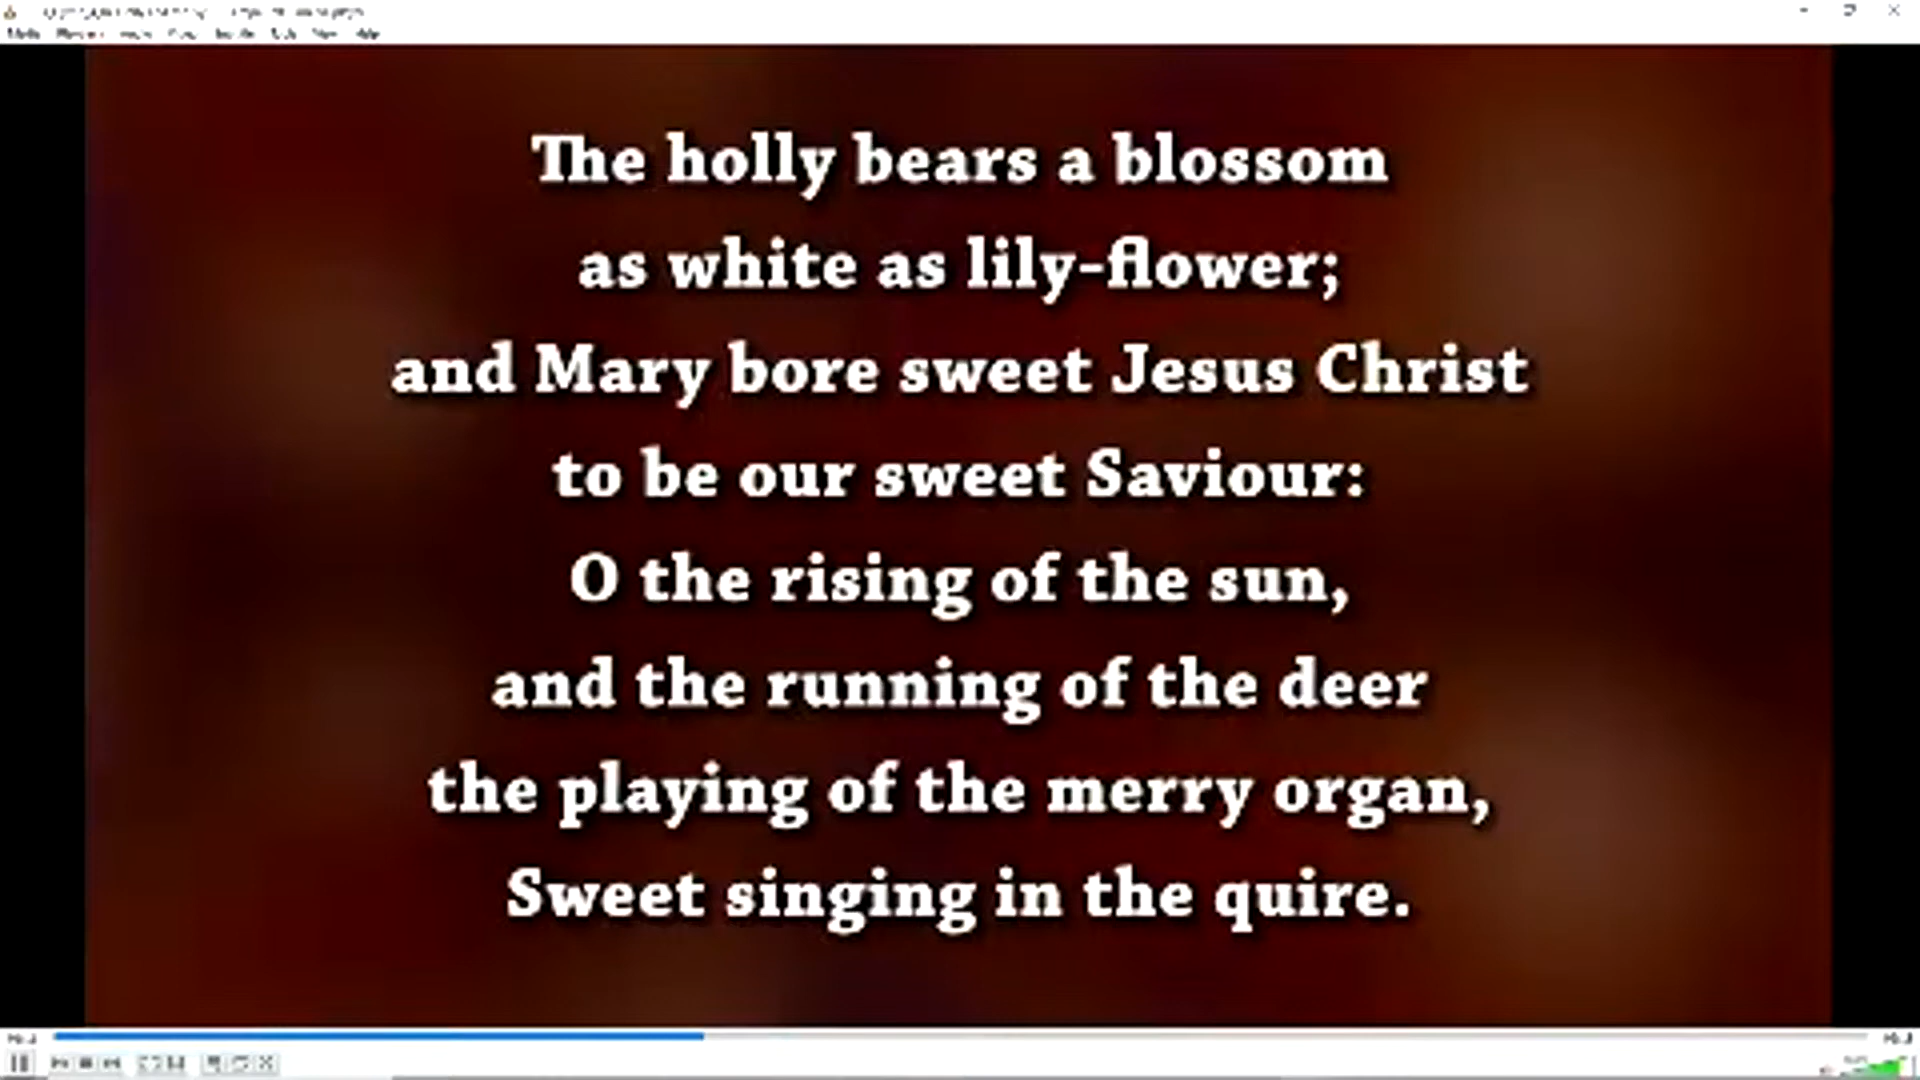 The holly bears a blossom
as white as lily-flower;
and Mary bore sweet Jesus Christ
to be our sweet Saviour:
O the rising of the sun,
and the running of the deer
the playing of the merry organ,
Sweet singing in the quire.